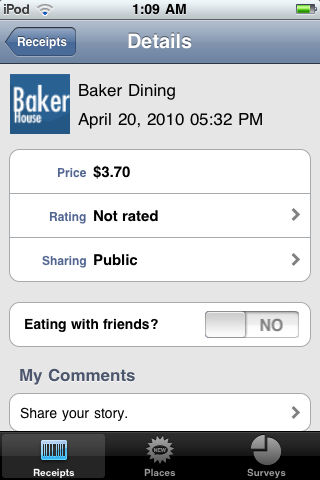 iPod 1:09 AM
Receipts Details
Baker
House
Baker Dining
April 20, 2010 05:32 PM
Price $3.70
Rating Not rated
Sharing Public
Eating with friends? NO
My Comments
Share your story.
NEW
Receipts Places Surveys